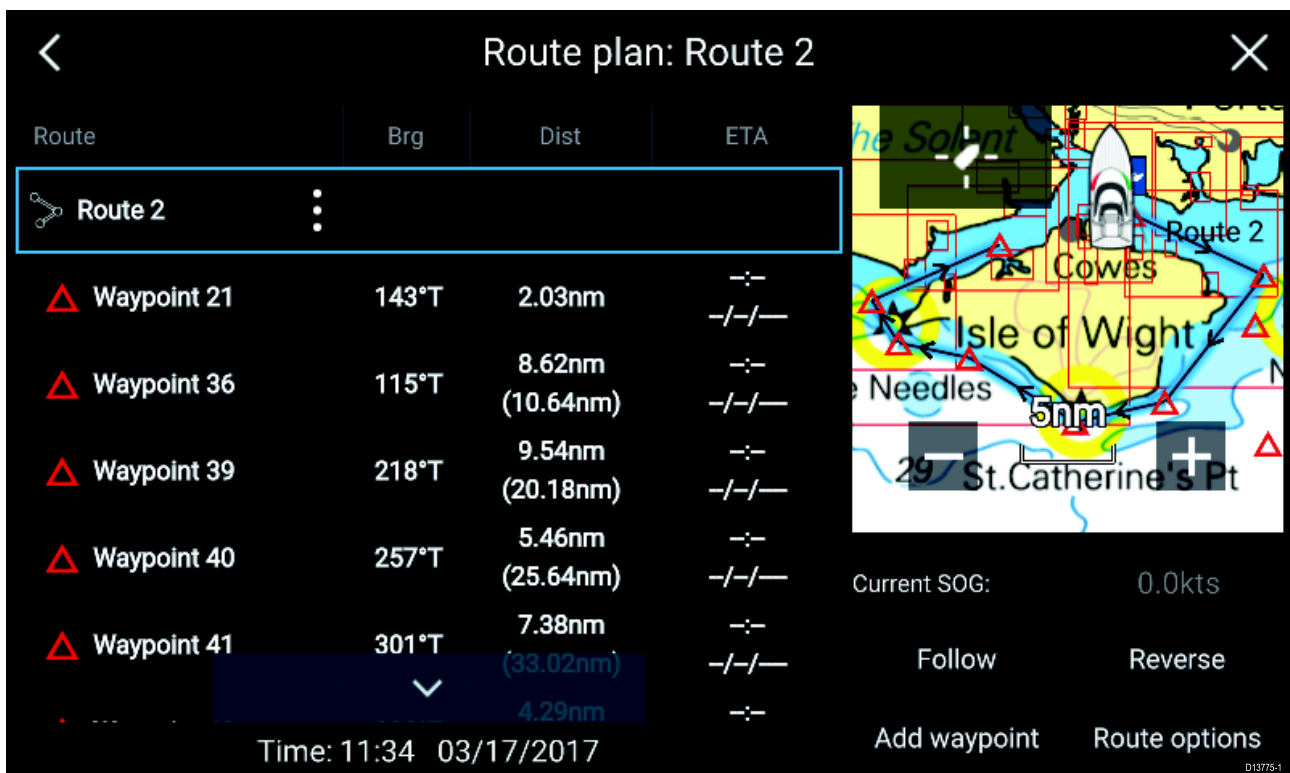 Route plan: Route 2
Route Brg Dist ETA
Route 2
Waypoint 21 143°T 2.03nm --:--
--/--/----
Waypoint 36 115°T 8.62nm --:--
(10.64nm) --/--/----
Waypoint 39 218°T 9.54nm --:--
(20.18nm) --/--/----
Waypoint 40 257°T 5.46nm --:--
(25.64nm) --/--/----
Waypoint 41 301°T 7.38nm --:--
(33.02nm) --/--/----
4.29nm --:--
Time: 11:34 03/17/2017
he Solent
Route 2
Cowes
Isle of Wight
Needles
5nm
29 St.Catherine's Pt
Current SOG: 0.0kts
Follow Reverse
Add waypoint Route options
D13775-1